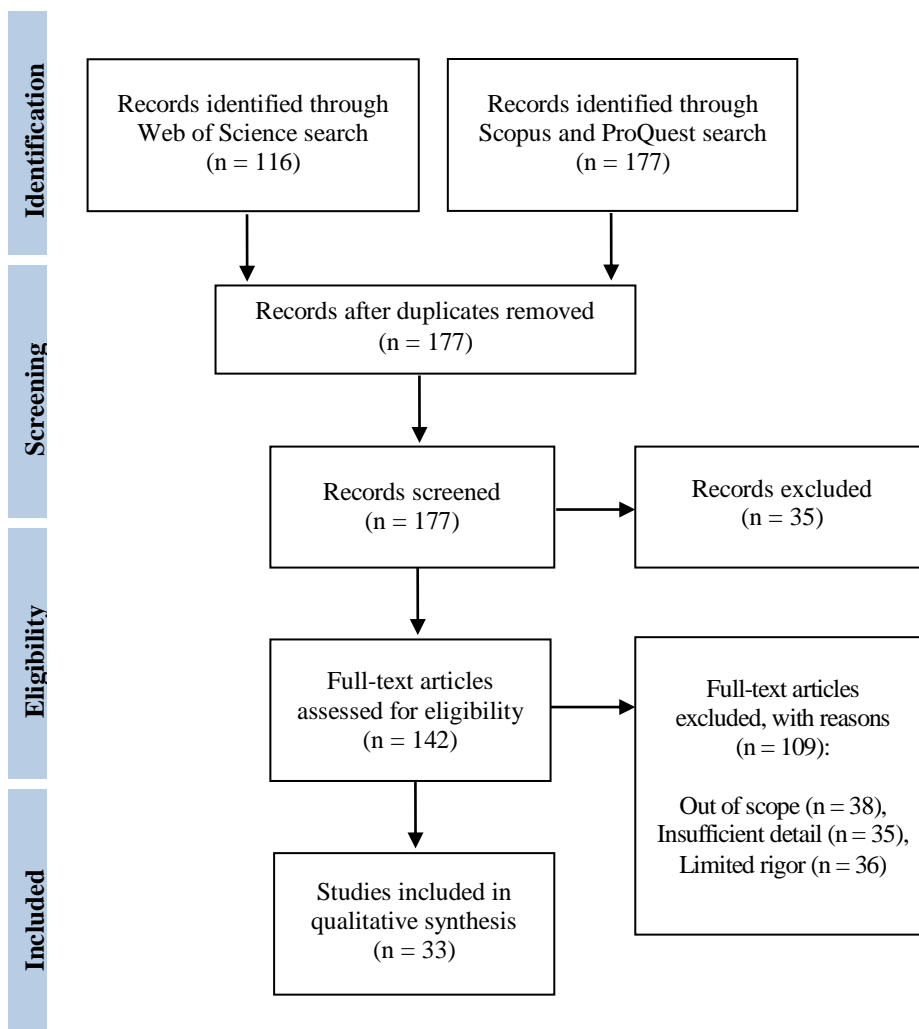 Identification
Records identified through
Web of Science search
(n = 116)
Records identified through
Scopus and ProQuest search
(n = 177)
Screening
Records after duplicates removed
(n = 177)
Records screened
(n = 177)
Records excluded
(n = 35)
Eligibility
Full-text articles
assessed for eligibility
(n = 142)
Full-text articles
excluded, with reasons
(n = 109):
Out of scope (n = 38),
Insufficient detail (n = 35),
Limited rigor (n = 36)
Included
Studies included in
qualitative synthesis
(n = 33)